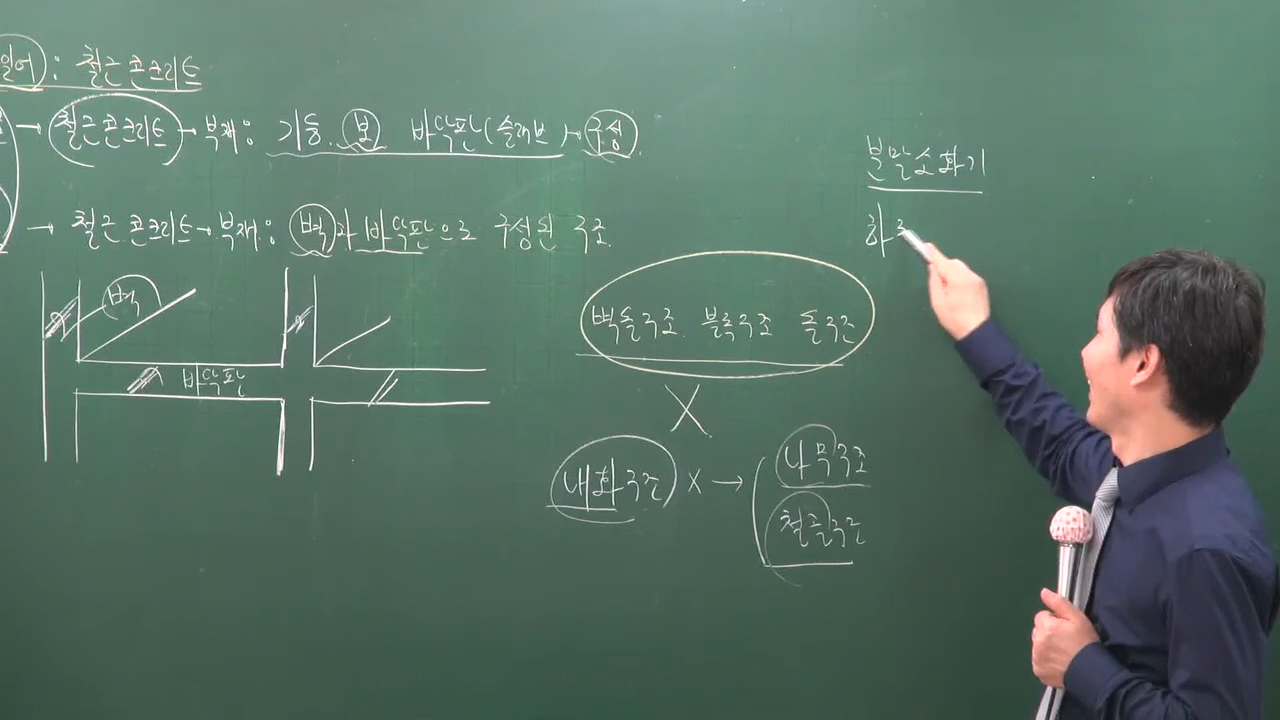 일어 : 철근콘크리트
→ 철근콘크리트 → 부재 : 기둥. 보 바닥판(슬래브) → 구성.
→ 철근콘크리트 → 부재 : 벽과 바닥판으로 구성된 구조.
벽
바닥판
분말소화기
벽돌구조. 블록구조 돌구조
X
내화구조 X → 나무구조
철골구조